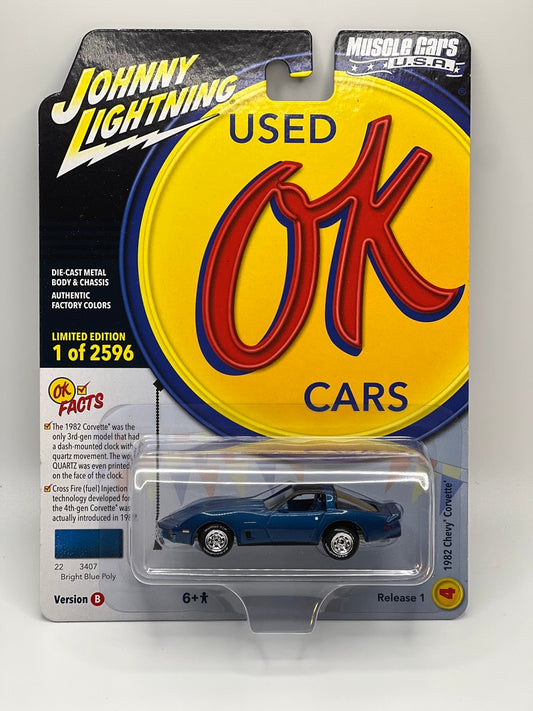 JOHNNY
LIGHTNING
MUSCLE CARS
U.S.A.
®
USED
OK
CARS
DIE-CAST METAL
BODY & CHASSIS
AUTHENTIC
FACTORY COLORS
LIMITED EDITION
1 of 2596
OK
FACTS
The 1982 Corvette® was the
only 3rd-gen model that had
a dash-mounted clock with
quartz movement. The
QUARTZ was even printed
on the face of the clock.
Cross Fire (fuel) Injection
technology developed for
the 4th-gen Corvette® was
actually introduced in
22 3407
Bright Blue Poly
Version B
6+
Release 1
1982 Chevy® Corvette®
4